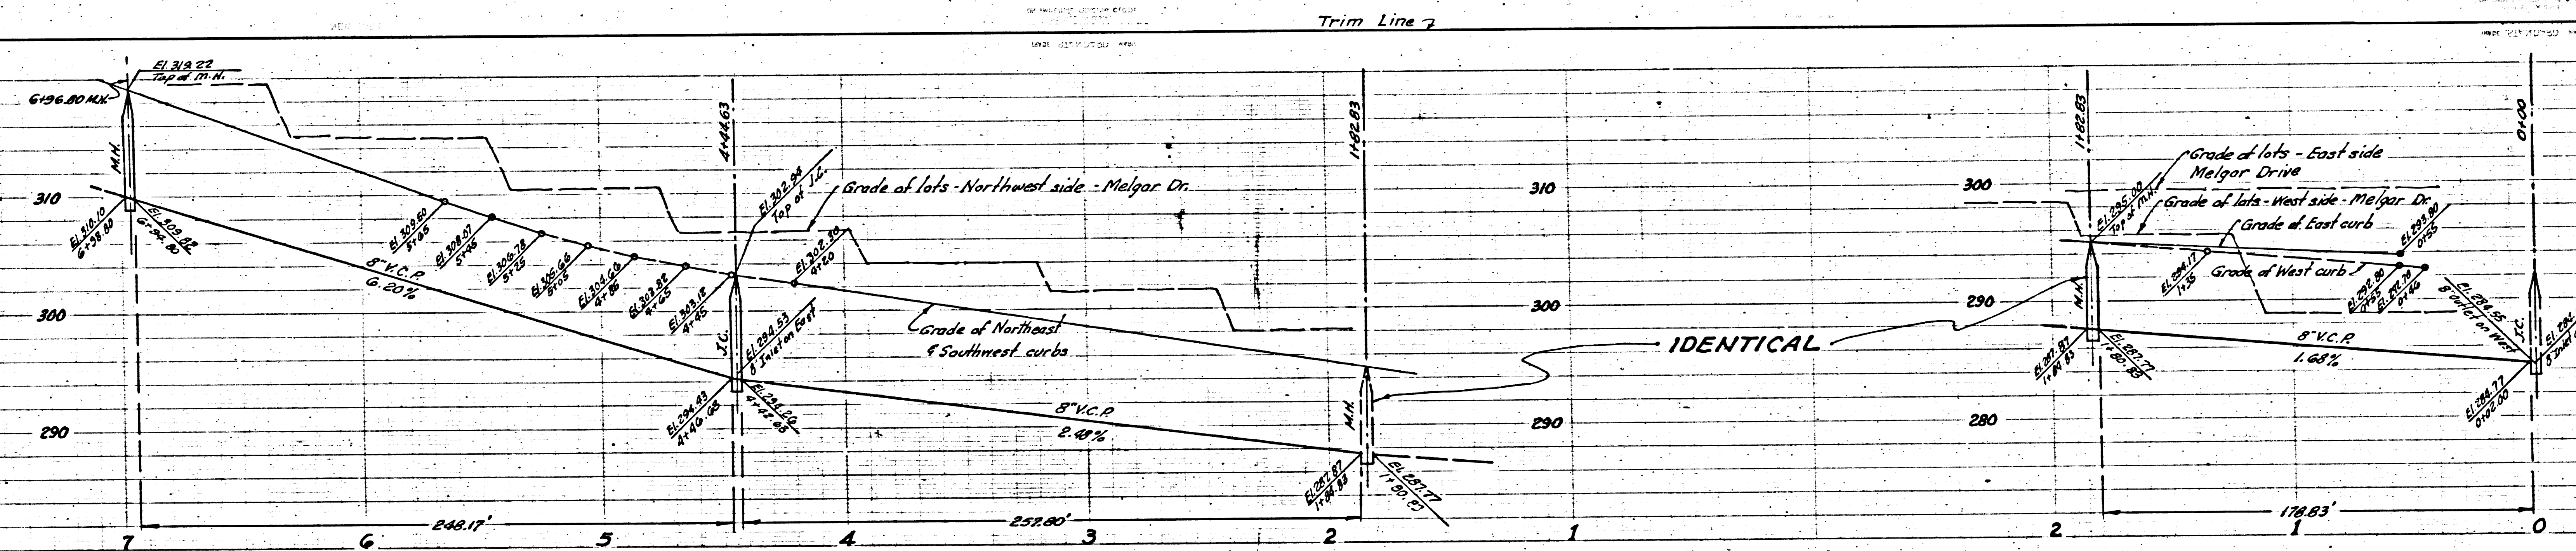 Trim Line
El. 319.22
Top of M.H.
6+96.80 M.H.
M.H.
310
300
290
El. 310.10
6+98.80
El. 309.82
6+94.80
8" V.C.P.
6.20%
El. 309.60
5+65
El. 308.07
5+45
El. 306.78
5+25
El. 305.66
5+05
El. 304.66
4+85
El. 303.82
4+65
El. 303.12
4+45
4+44.63
El. 302.94
Top of J.C.
Grade of lots - Northwest side - Melgar Dr.
El. 302.30
4+20
J.C.
El. 294.53
8" Inlet on East
El. 294.43
4+46.63
El. 294.26
4+42.63
Grade of Northeast
& Southwest curbs
8" V.C.P.
2.48%
1+82.83
M.H.
El. 287.87
1+84.83
El. 287.77
1+80.83
310
300
290
IDENTICAL
300
290
280
1+82.83
El. 295.00
Top of M.H.
Grade of lots - East side
Melgar Drive
Grade of lots - West side - Melgar Dr.
Grade of East curb
Grade of West curb
El. 294.17
1+35
El. 293.80
0+55
El. 292.80
0+55
El. 292.70
0+46
M.H.
El. 287.87
1+84.83
El. 287.77
1+80.83
8" V.C.P.
1.68%
El. 284.55
8" Outlet on West
J.C.
0+00
El. 284.77
0+02.00
8" Inlet
248.17'
259.80'
178.83'
7 6 5 4 3 2 1 2 1 0